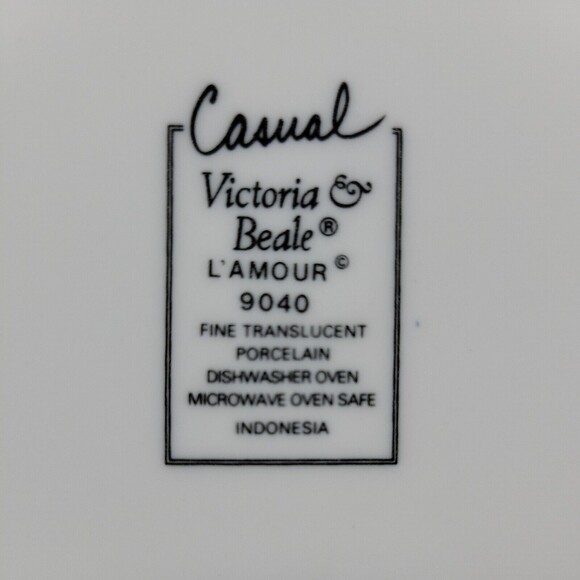 Casual
Victoria &
Beale®
L'AMOUR ©
9040
FINE TRANSLUCENT
PORCELAIN
DISHWASHER OVEN
MICROWAVE OVEN SAFE
INDONESIA